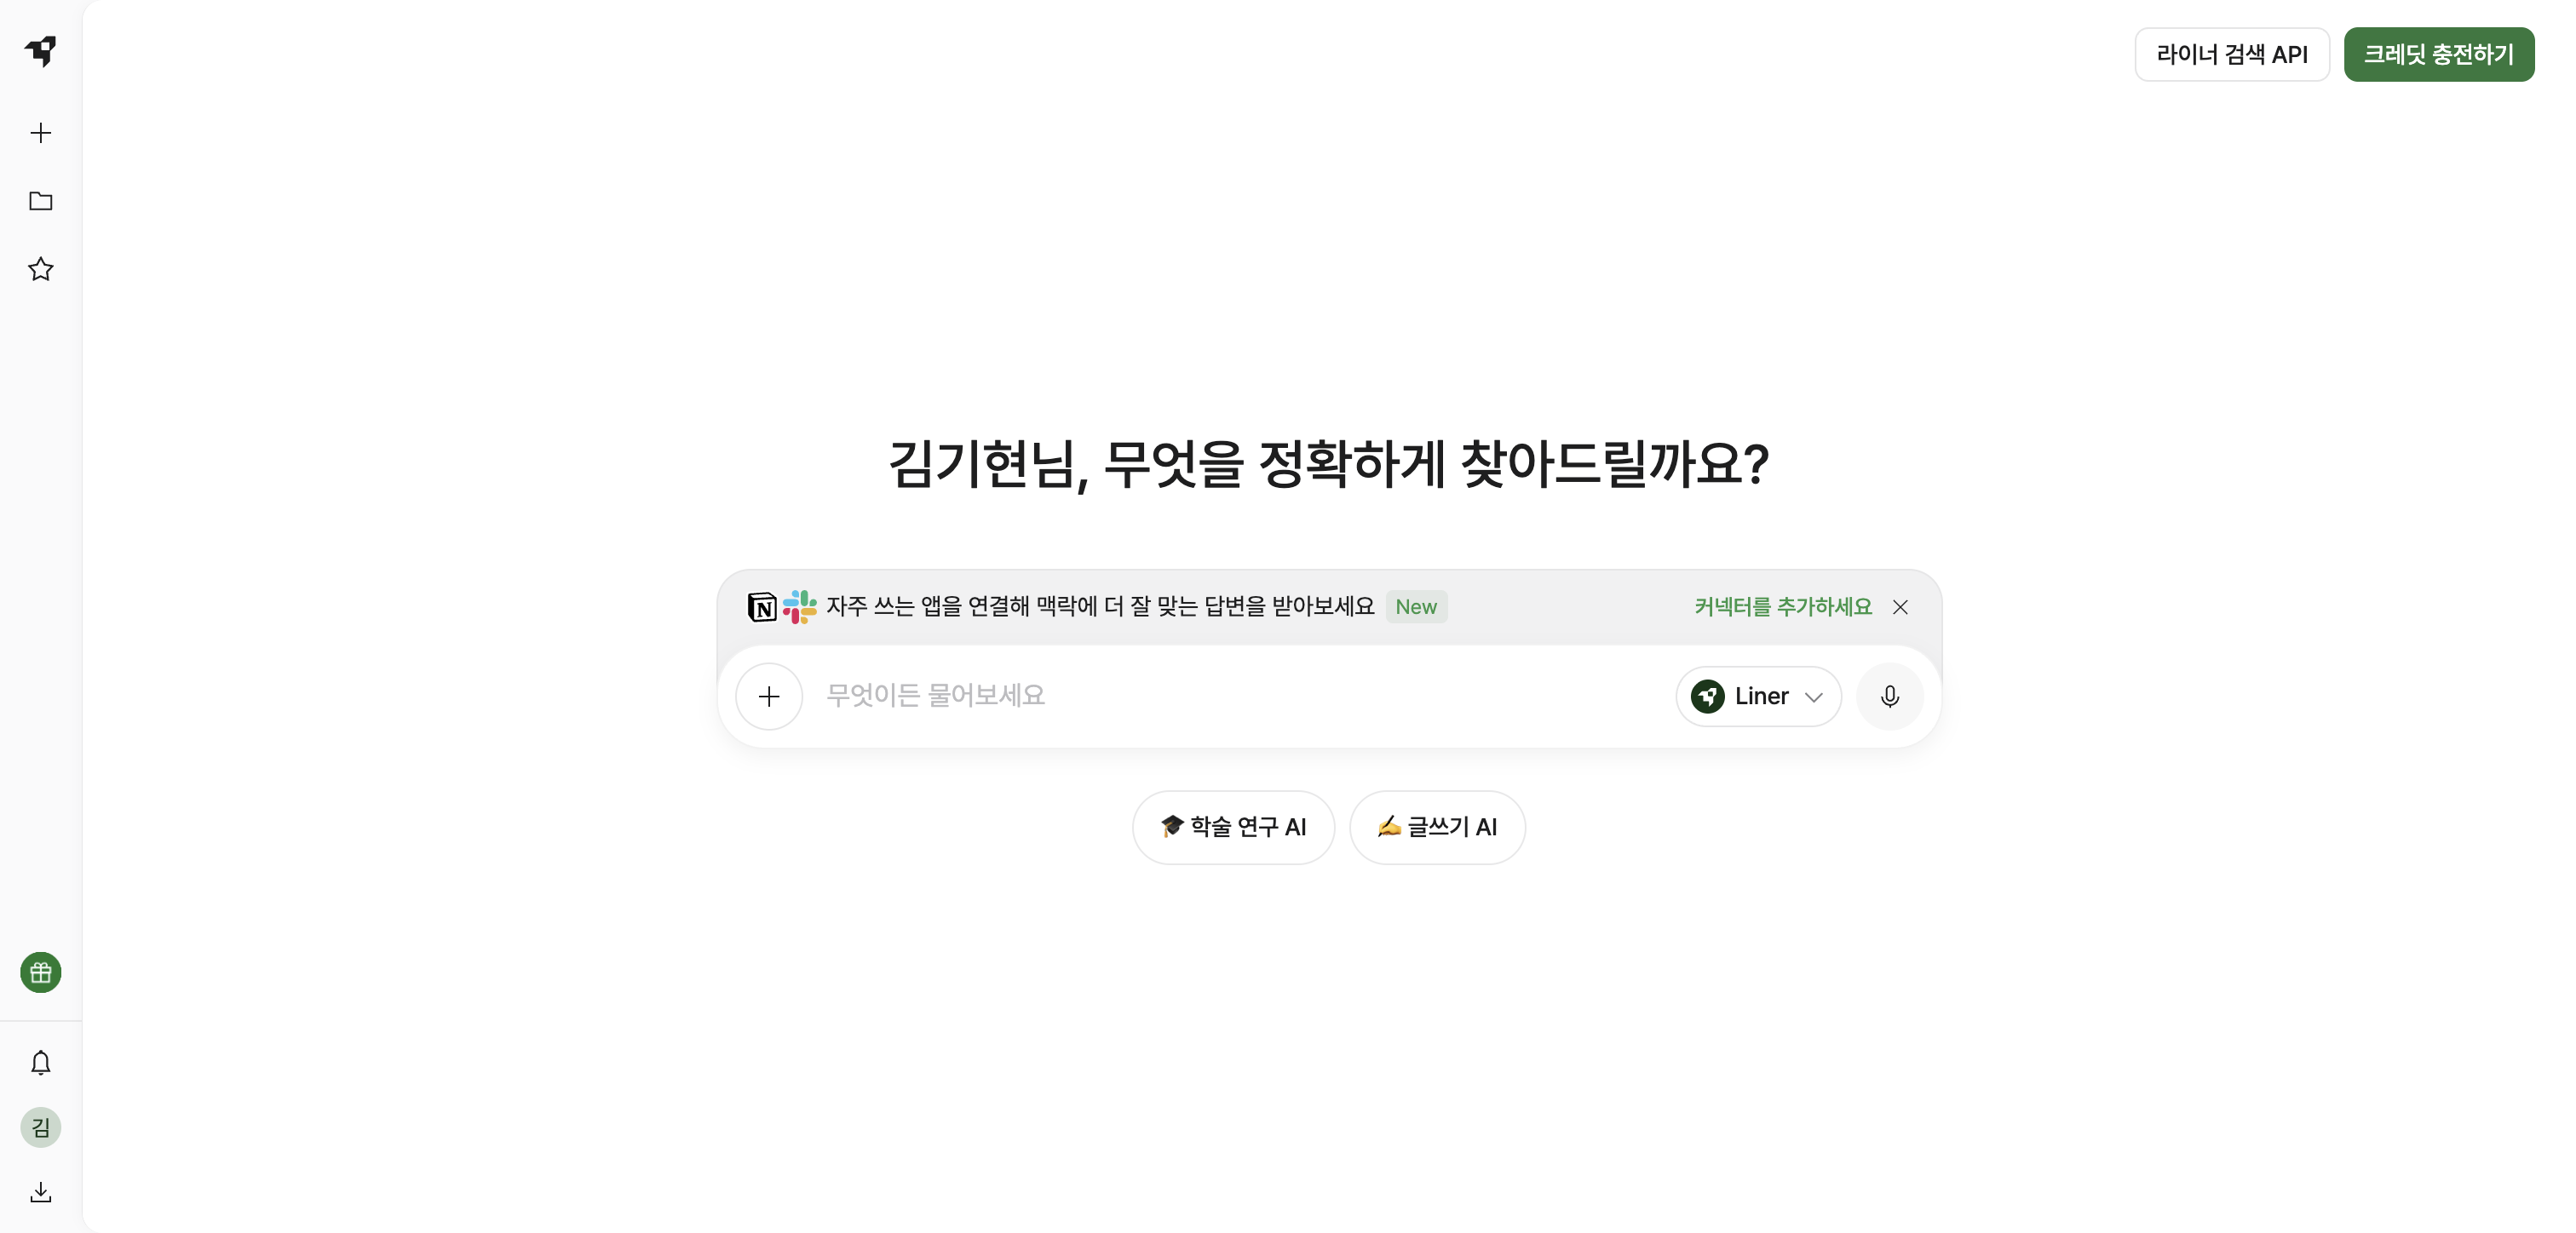 라이너 검색 API
크레딧 충전하기
김기현님, 무엇을 정확하게 찾아드릴까요?
N 자주 쓰는 앱을 연결해 맥락에 더 잘 맞는 답변을 받아보세요 New 커넥터를 추가하세요
무엇이든 물어보세요 Liner
🎓 학술 연구 AI
✍️ 글쓰기 AI
김